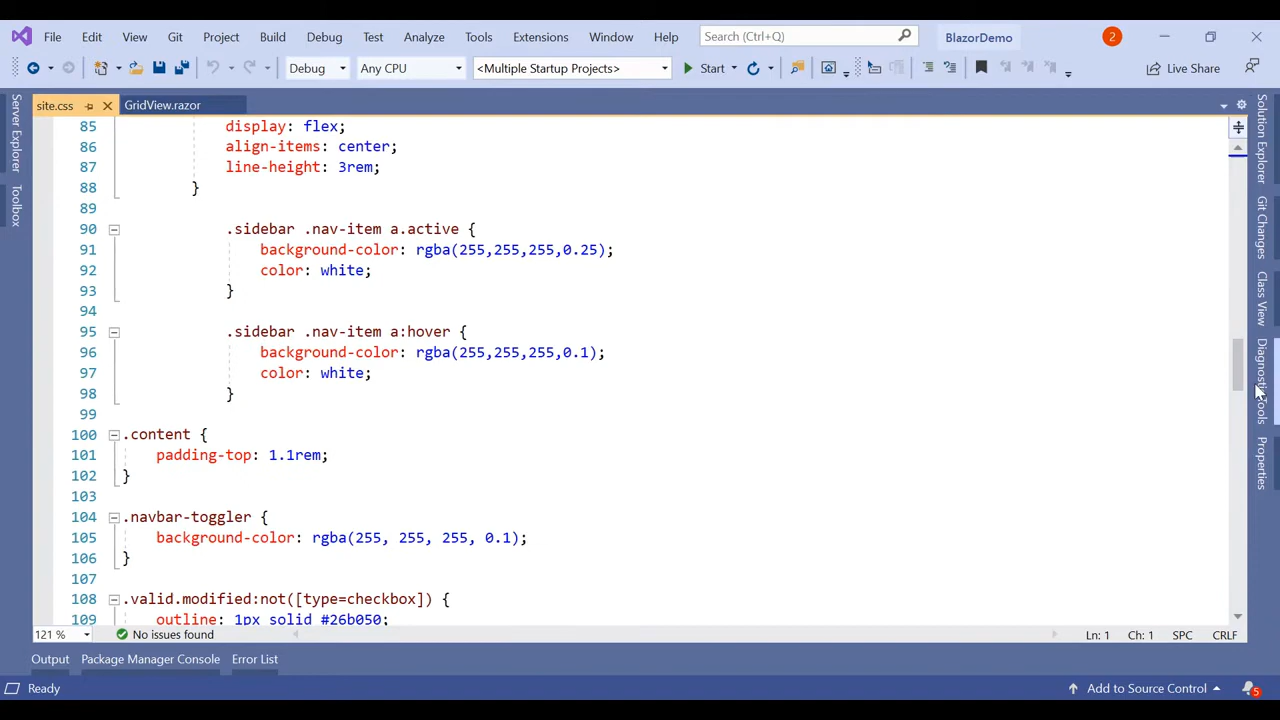 File Edit View Git Project Build Debug Test Analyze Tools Extensions Window Help Search (Ctrl+Q) BlazorDemo 2
Debug Any CPU <Multiple Startup Projects> Start Live Share
site.css GridView.razor
Server Explorer
Toolbox
85 display: flex;
86 align-items: center;
87 line-height: 3rem;
88 }
89
90 .sidebar .nav-item a.active {
91 background-color: rgba(255,255,255,0.25);
92 color: white;
93 }
94
95 .sidebar .nav-item a:hover {
96 background-color: rgba(255,255,255,0.1);
97 color: white;
98 }
99
100 .content {
101 padding-top: 1.1rem;
102 }
103
104 .navbar-toggler {
105 background-color: rgba(255, 255, 255, 0.1);
106 }
107
108 .valid.modified:not([type=checkbox]) {
109 outline: 1px solid #26b050;
Solution Explorer
Git Changes
Class View
Diagnostic Tools
Properties
121 % No issues found Ln: 1 Ch: 1 SPC CRLF
Output Package Manager Console Error List
Ready Add to Source Control 5